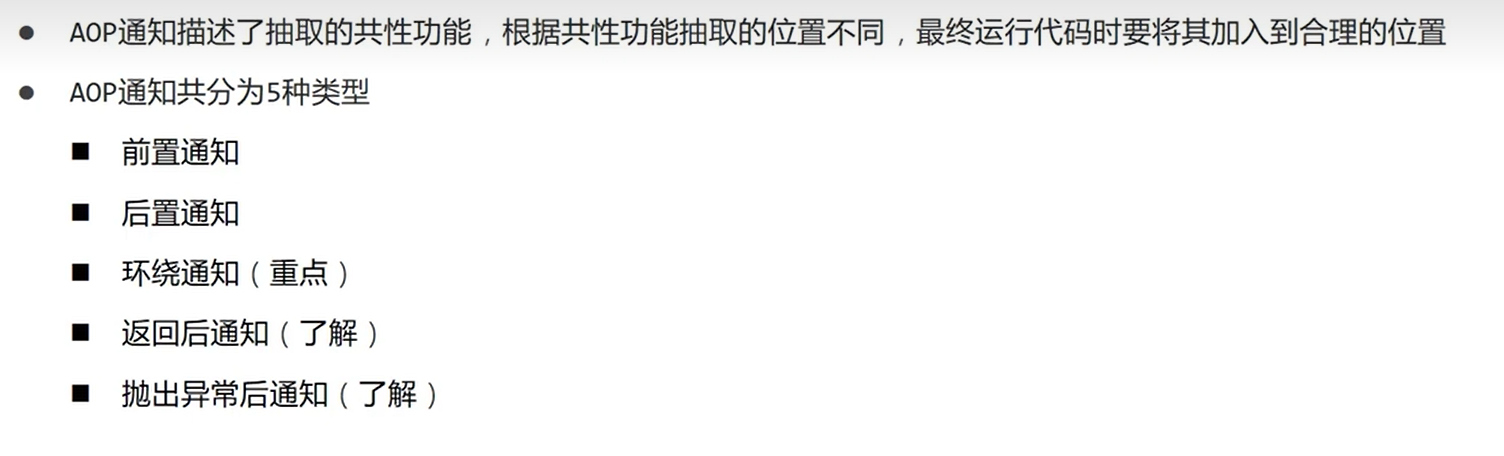 ● AOP通知描述了抽取的共性功能，根据共性功能抽取的位置不同，最终运行代码时要将其加入到合理的位置
● AOP通知共分为5种类型
■ 前置通知
■ 后置通知
■ 环绕通知（重点）
■ 返回后通知（了解）
■ 抛出异常后通知（了解）